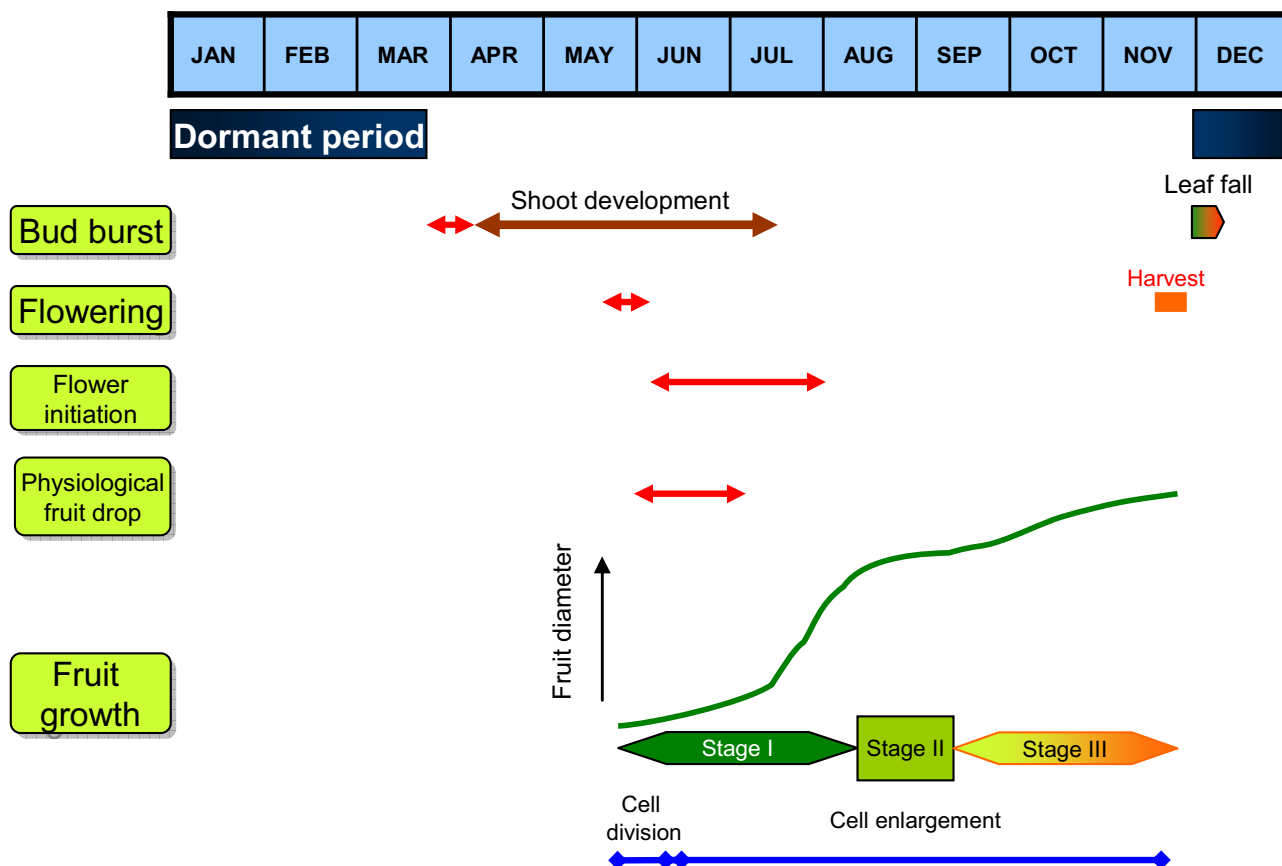 JAN FEB MAR APR MAY JUN JUL AUG SEP OCT NOV DEC
Dormant period
Leaf fall
Shoot development
Bud burst
Harvest
Flowering
Flower
initiation
Physiological
fruit drop
Fruit diameter
Fruit
growth
Stage I
Stage II
Stage III
Cell
division
Cell enlargement